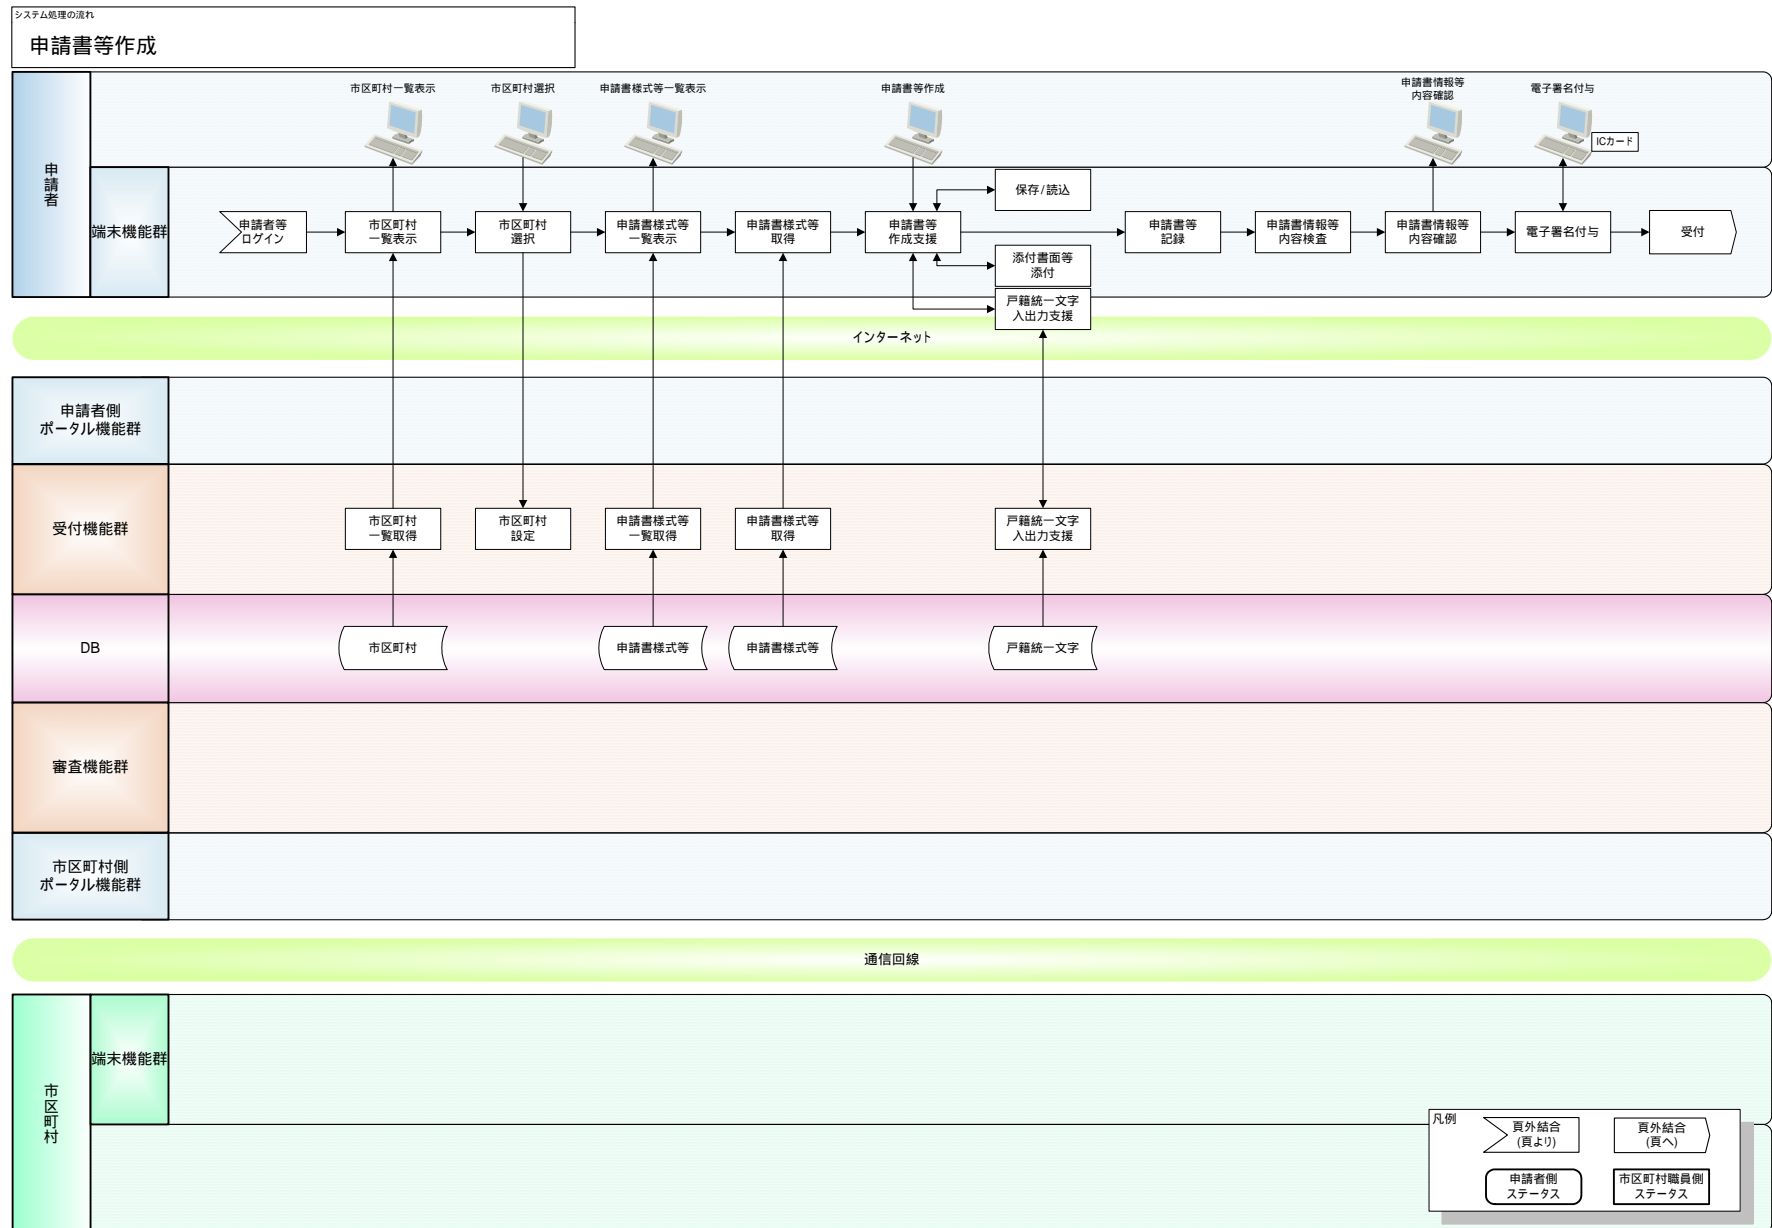 システム処理の流れ
申請書等作成
市区町村一覧表示
市区町村選択
申請書様式等一覧表示
申請書等作成
申請書情報等
内容確認
電子署名付与
ICカード
申請者
端末機能群
申請者等
ログイン
市区町村
一覧表示
市区町村
選択
申請書様式等
一覧表示
申請書様式等
取得
申請書等
作成支援
保存/読込
添付書面等
添付
戸籍統一文字
入出力支援
申請書等
記録
申請書情報等
内容検査
申請書情報等
内容確認
電子署名付与
受付
インターネット
申請者側
ポータル機能群
受付機能群
市区町村
一覧取得
市区町村
設定
申請書様式等
一覧取得
申請書様式等
取得
戸籍統一文字
入出力支援
DB
市区町村
申請書様式等
申請書様式等
戸籍統一文字
審査機能群
市区町村側
ポータル機能群
通信回線
市区町村
端末機能群
凡例
頁外結合
(頁より)
頁外結合
(頁へ)
申請者側
ステータス
市区町村職員側
ステータス